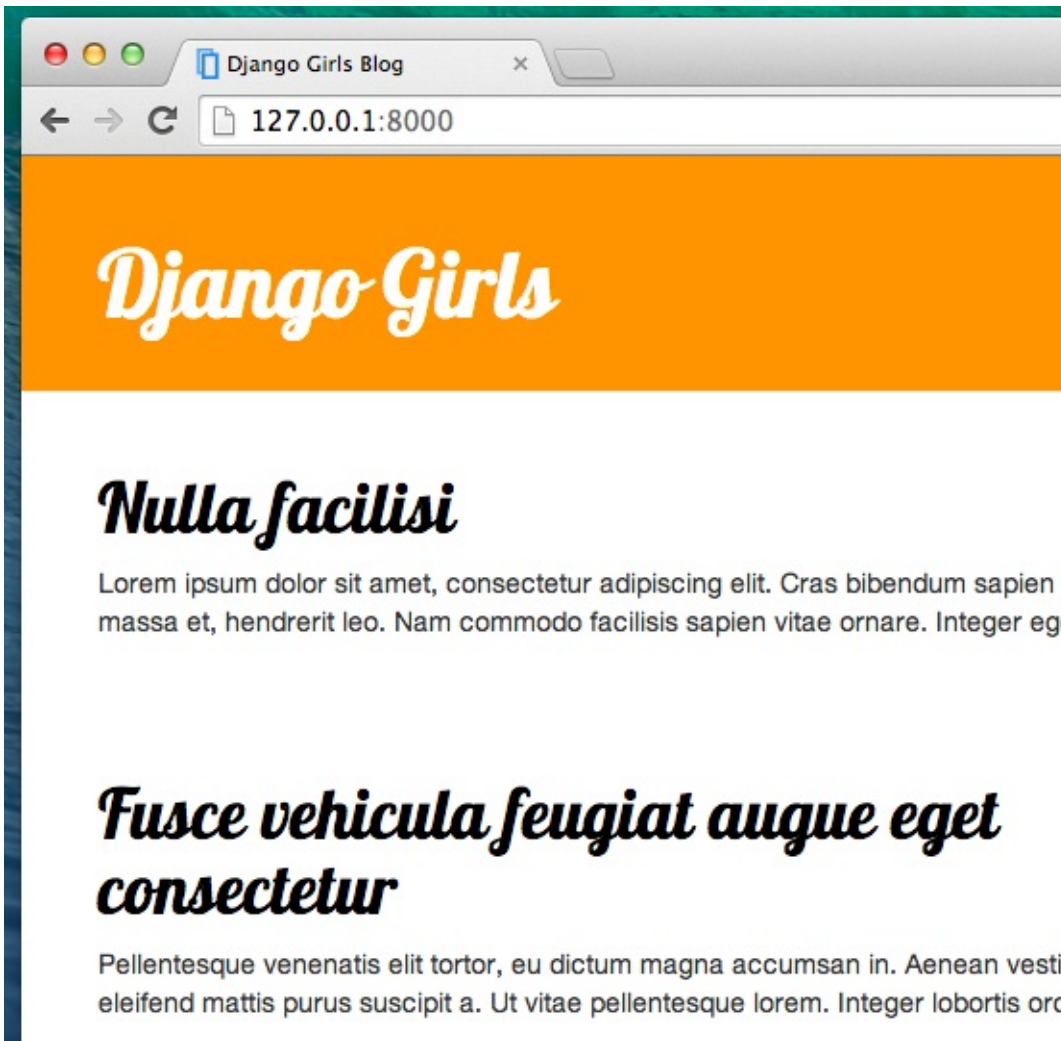 Django Girls Blog
127.0.0.1:8000
Django Girls
Nulla facilisi
Lorem ipsum dolor sit amet, consectetur adipiscing elit. Cras bibendum sapien
massa et, hendrerit leo. Nam commodo facilisis sapien vitae ornare. Integer eg
Fusce vehicula feugiat augue eget
consectetur
Pellentesque venenatis elit tortor, eu dictum magna accumsan in. Aenean vesti
eleifend mattis purus suscipit a. Ut vitae pellentesque lorem. Integer lobortis